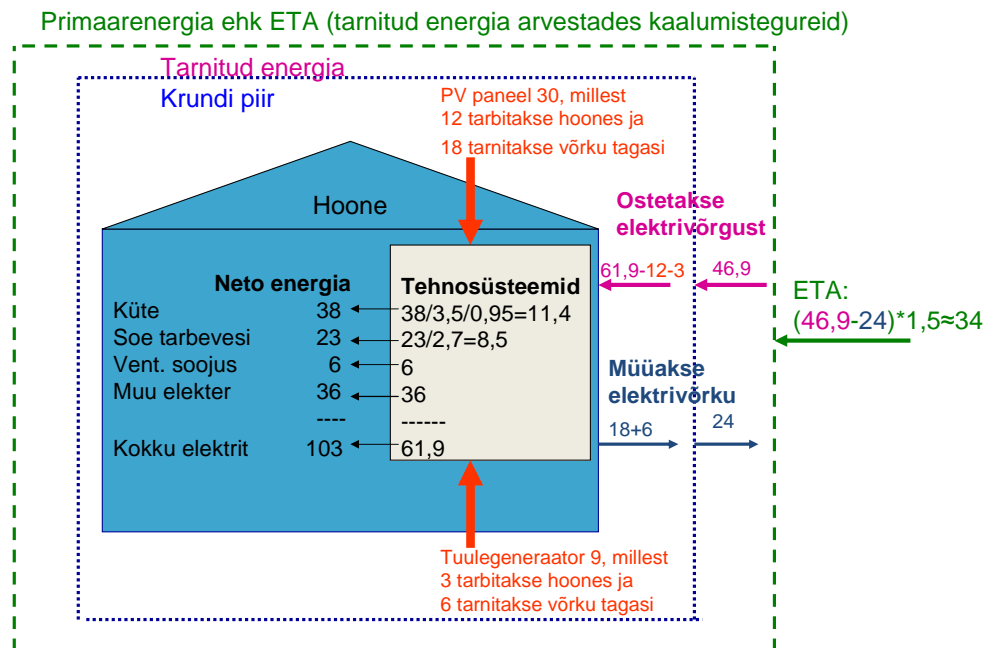 Primaarenergia ehk ETA (tarnitud energia arvestades kaalumistegureid)
Tarnitud energia
Krundi piir
PV paneel 30, millest
12 tarbitakse hoones ja
18 tarnitakse võrku tagasi
Hoone
Ostetakse
elektrivõrgust
61,9-12-3
46,9
Neto energia
Tehnosüsteemid
Küte 38 38/3,5/0,95=11,4
Soe tarbevesi 23 23/2,7=8,5
Vent. soojus 6 6
Muu elekter 36 36
---- ------
Kokku elektrit 103 61,9
ETA:
(46,9-24)*1,5≈34
Müüakse
elektrivõrku
18+6
24
Tuulegeneraator 9, millest
3 tarbitakse hoones ja
6 tarnitakse võrku tagasi